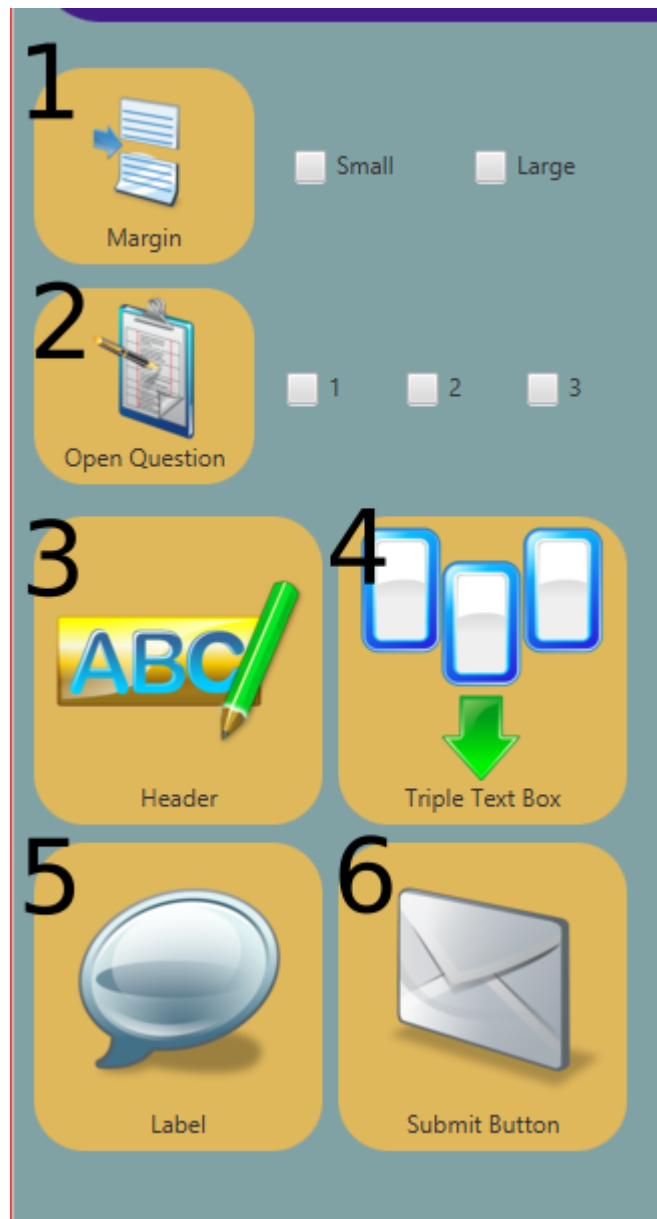 1
Margin
Small Large
2
Open Question
1 2 3
3 4
ABC
Header Triple Text Box
5 6
Label Submit Button